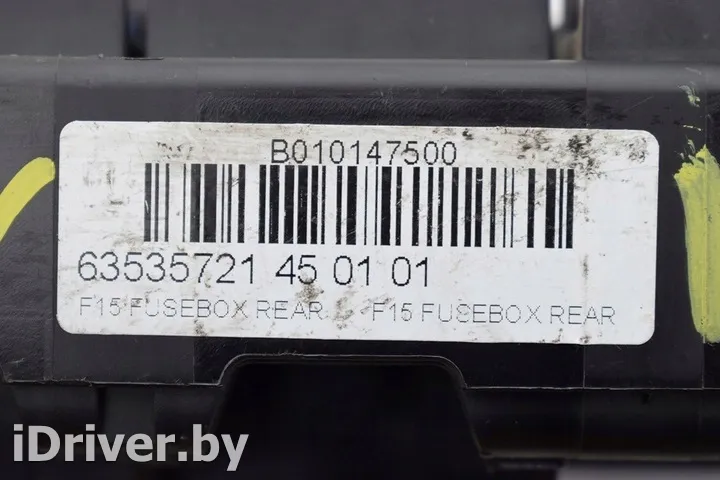 B010147500
63535721 45 01 01
F15 FUSEBOX REAR F15 FUSEBOX REAR
iDriver.by